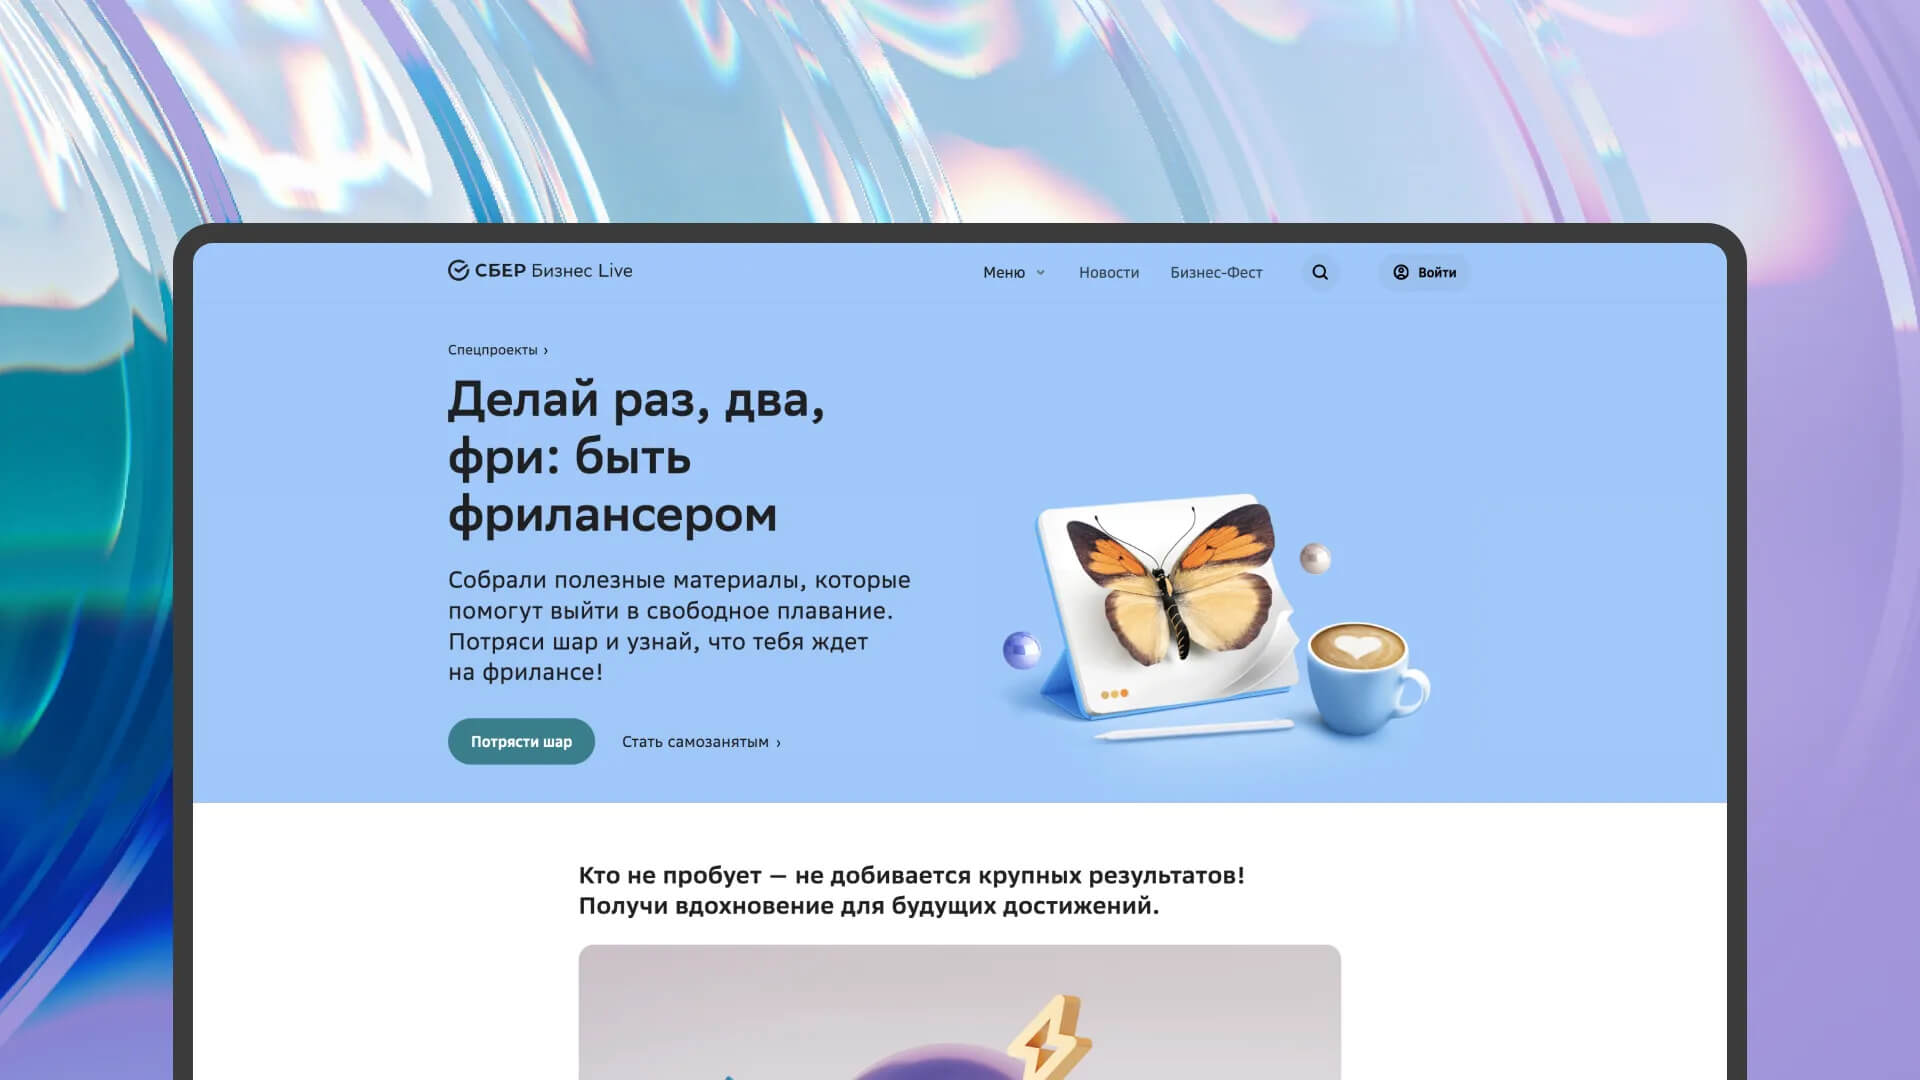 СБЕР Бизнес Live
Меню
Новости
Бизнес-Фест
Войти
Спецпроекты ›
Делай раз, два,
фри: быть
фрилансером
Собрали полезные материалы, которые
помогут выйти в свободное плавание.
Потряси шар и узнай, что тебя ждет
на фрилансе!
Потрясти шар
Стать самозанятым ›
Кто не пробует — не добивается крупных результатов!
Получи вдохновение для будущих достижений.